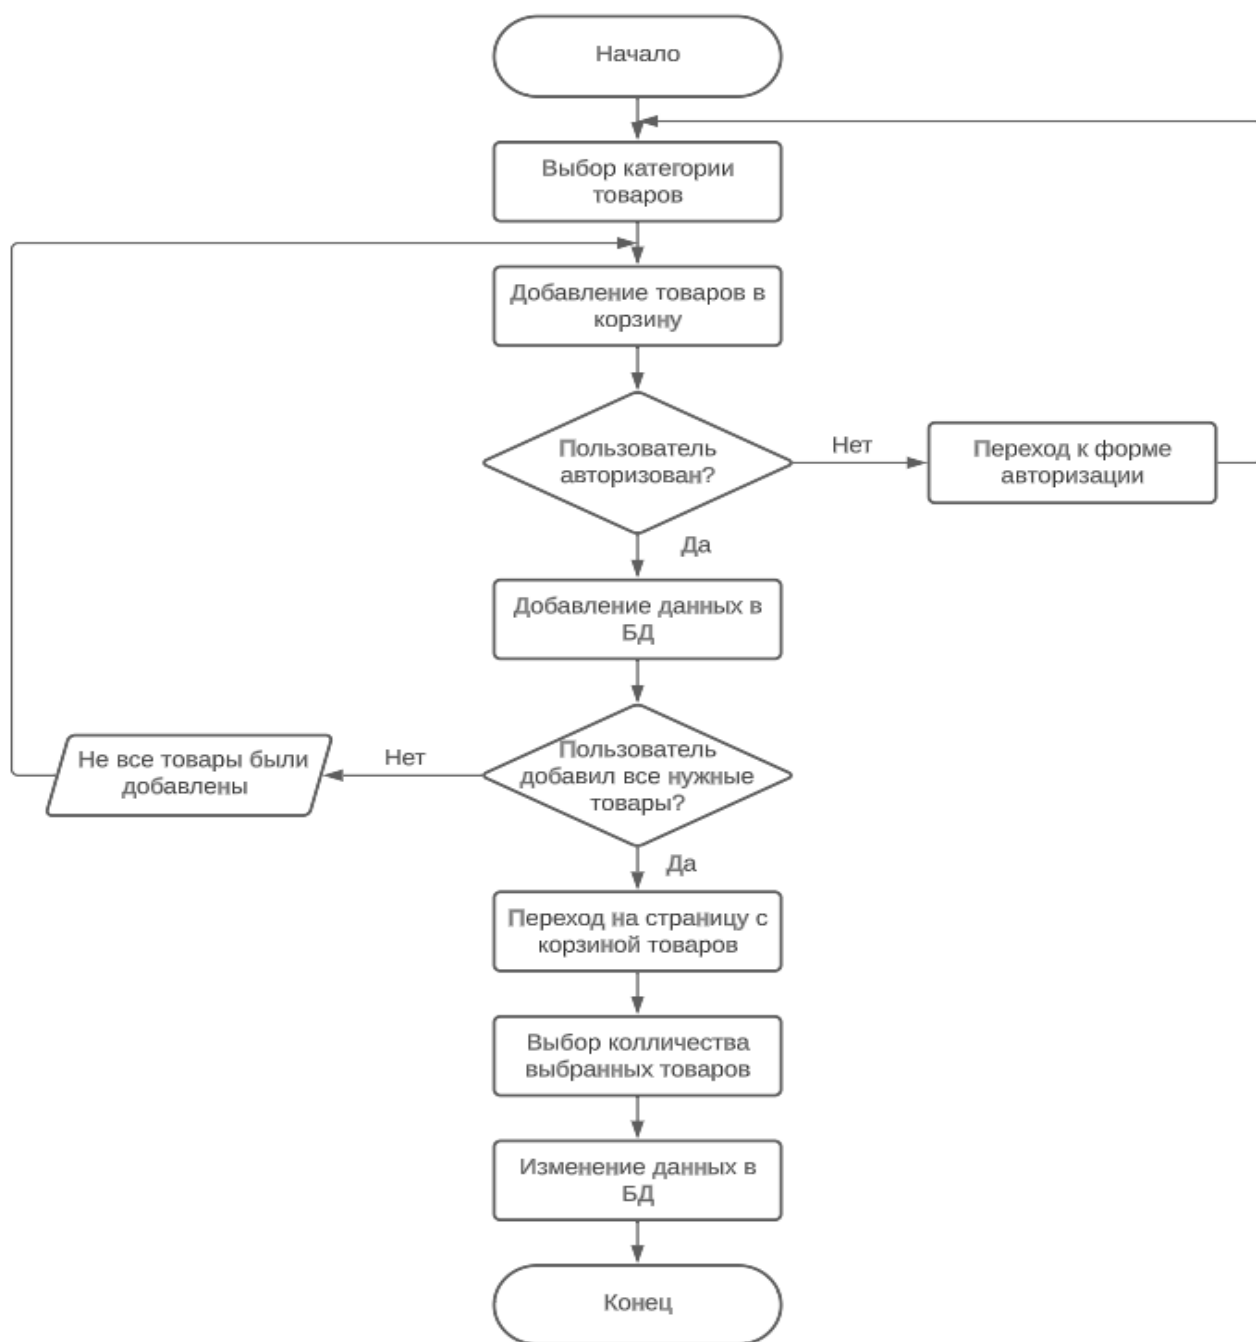 Начало
Выбор категории
товаров
Добавление товаров в
корзину
Пользователь
авторизован?
Нет
Переход к форме
авторизации
Да
Добавление данных в
БД
Пользователь
добавил все нужные
товары?
Нет
Не все товары были
добавлены
Да
Переход на страницу с
корзиной товаров
Выбор колличества
выбранных товаров
Изменение данных в
БД
Конец